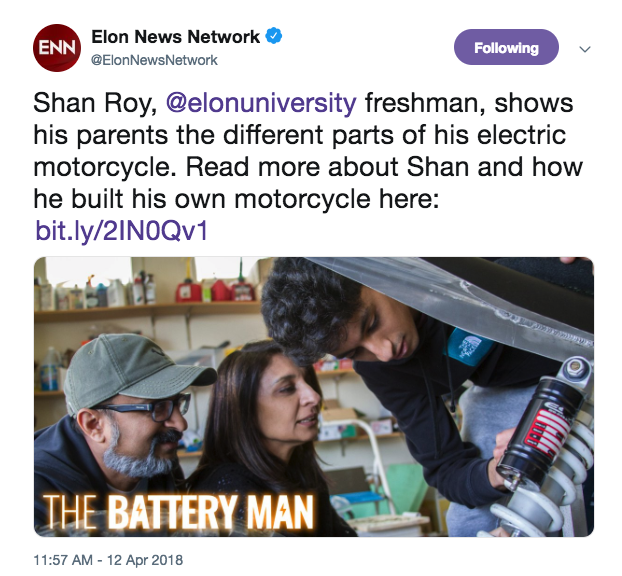 ENN
Elon News Network
@ElonNewsNetwork
Following
Shan Roy, @elonuniversity freshman, shows
his parents the different parts of his electric
motorcycle. Read more about Shan and how
he built his own motorcycle here:
bit.ly/2IN0Qv1
THE BATTERY MAN
11:57 AM - 12 Apr 2018